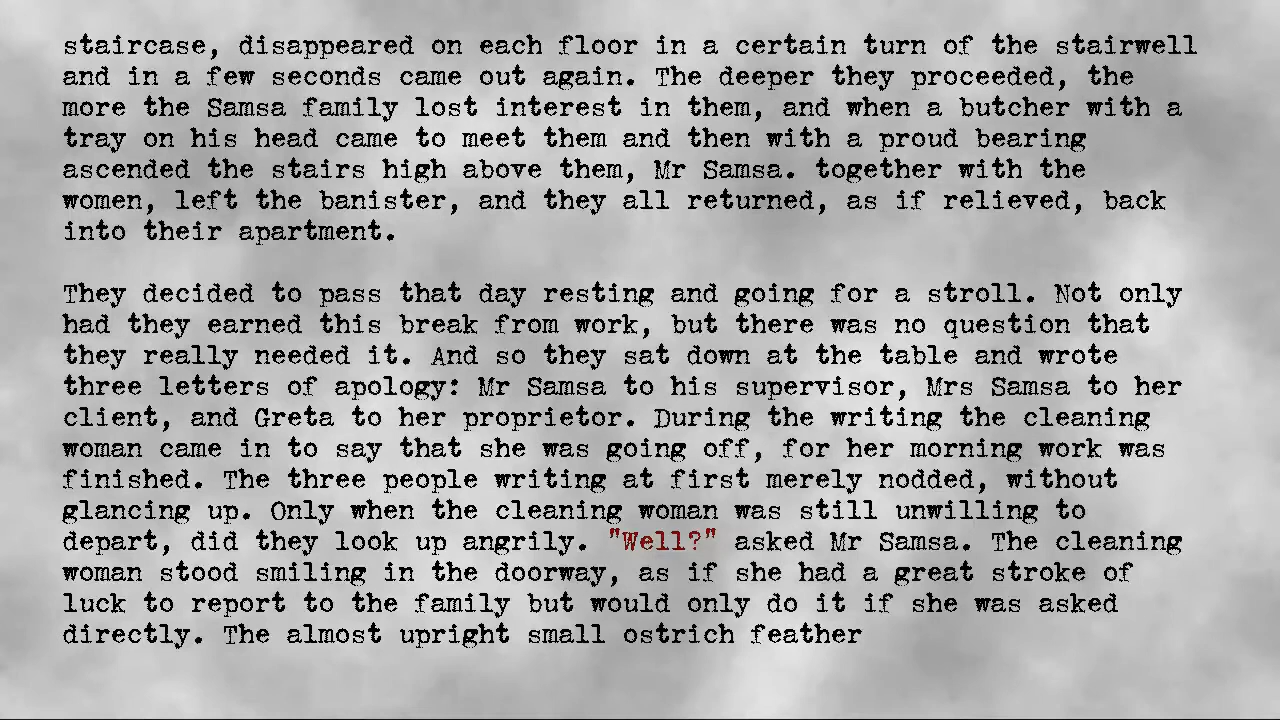 staircase, disappeared on each floor in a certain turn of the stairwell
and in a few seconds came out again. The deeper they proceeded, the
more the Samsa family lost interest in them, and when a butcher with a
tray on his head came to meet them and then with a proud bearing
ascended the stairs high above them, Mr Samsa. together with the
women, left the banister, and they all returned, as if relieved, back
into their apartment.

They decided to pass that day resting and going for a stroll. Not only
had they earned this break from work, but there was no question that
they really needed it. And so they sat down at the table and wrote
three letters of apology: Mr Samsa to his supervisor, Mrs Samsa to her
client, and Greta to her proprietor. During the writing the cleaning
woman came in to say that she was going off, for her morning work was
finished. The three people writing at first merely nodded, without
glancing up. Only when the cleaning woman was still unwilling to
depart, did they look up angrily. "Well?" asked Mr Samsa. The cleaning
woman stood smiling in the doorway, as if she had a great stroke of
luck to report to the family but would only do it if she was asked
directly. The almost upright small ostrich feather